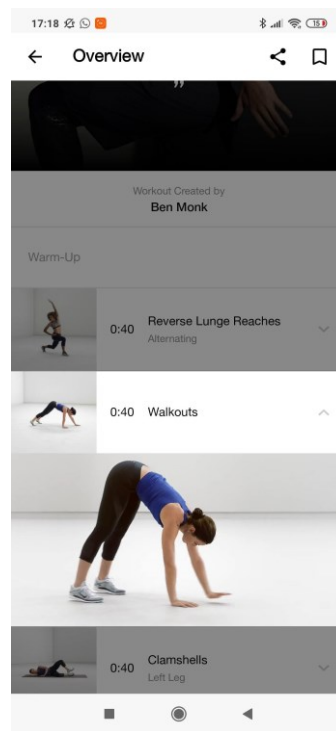 17:18
15
Overview
”
Workout Created by
Ben Monk
Warm-Up
0:40 Reverse Lunge Reaches
Alternating
0:40 Walkouts
0:40 Clamshells
Left Leg